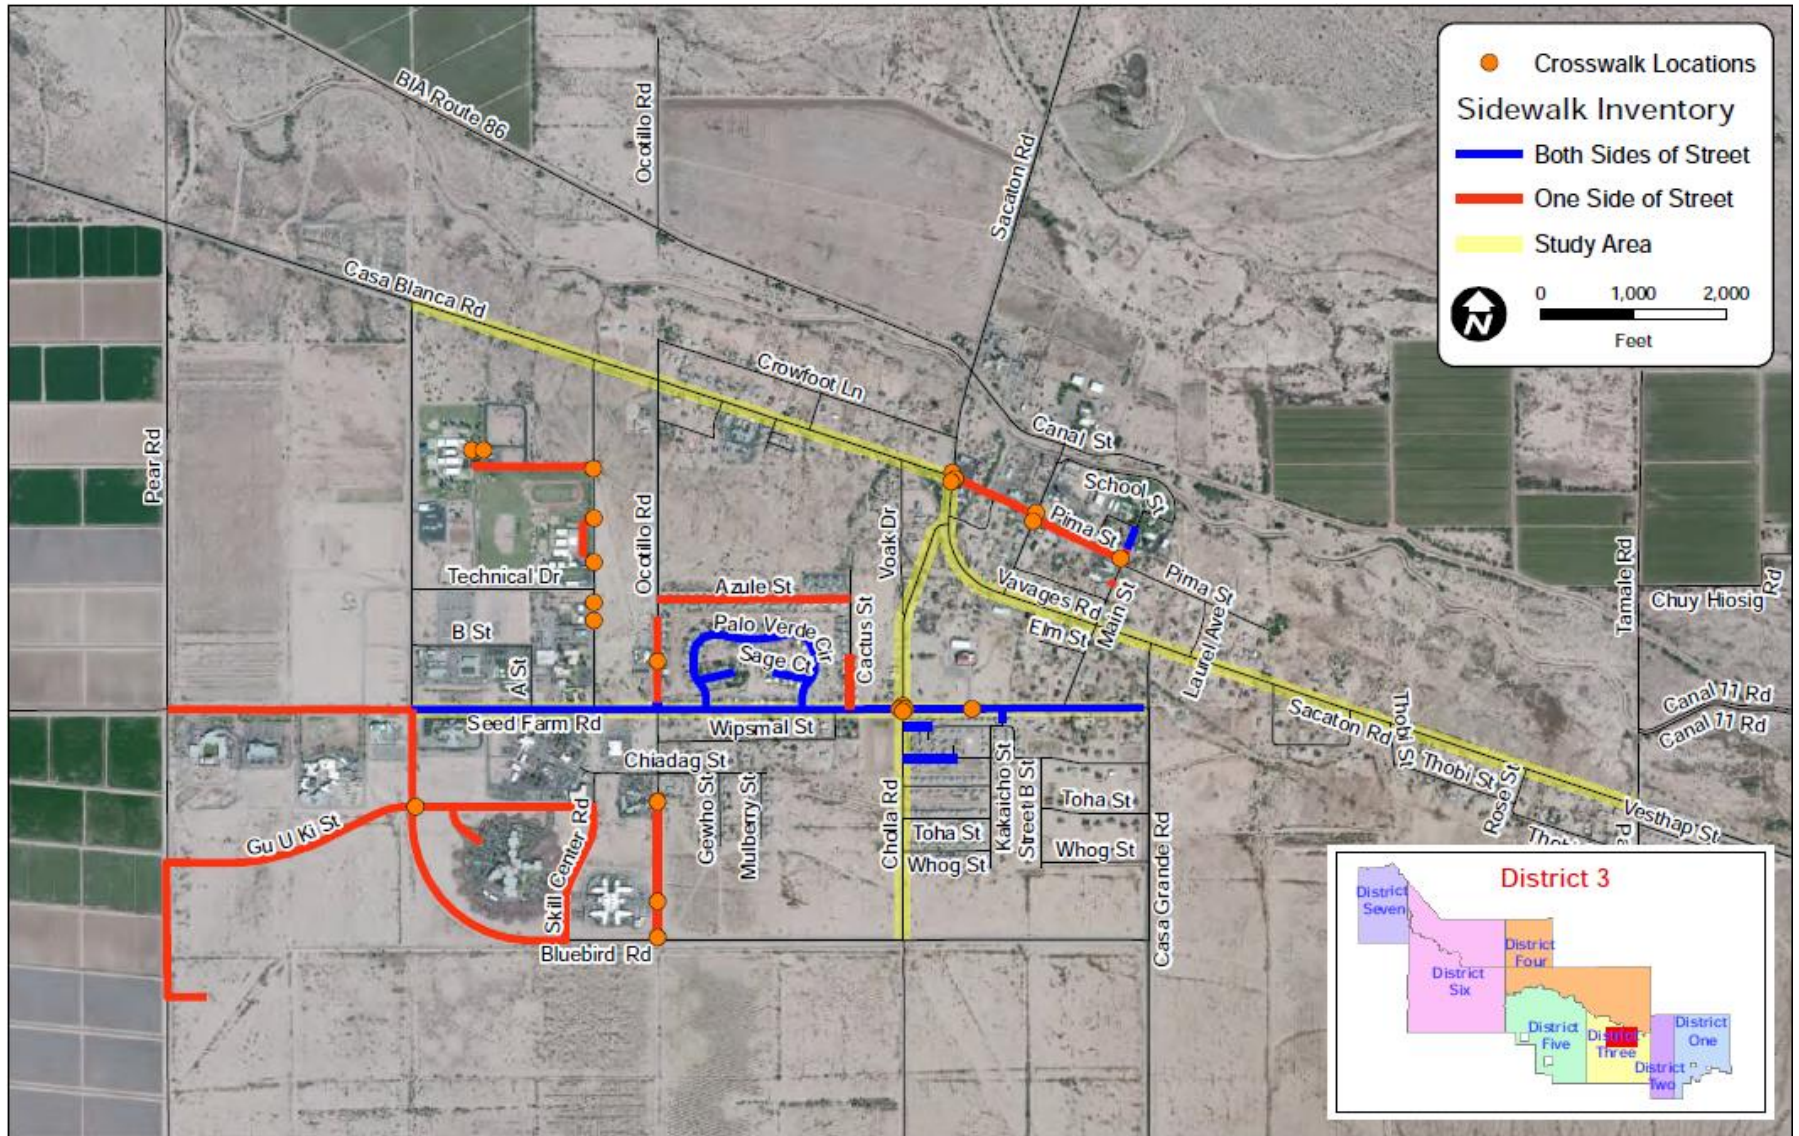 Crosswalk Locations
Sidewalk Inventory
Both Sides of Street
One Side of Street
Study Area
N
0 1,000 2,000
Feet
BIA Route 86
Ocotillo Rd
Sacaton Rd
Casa Blanca Rd
Crowfoot Ln
Canal St
School St
Pear Rd
Pima St
Ocotillo Rd
Voak Dr
Technical Dr
Azule St
Vavages Rd
Pima St
Tamale Rd
Chuy Hiosig
Rd
B St
Palo Verde Cir
Sage Ct
Cactus St
Elm St
Main St
Laurel Ave
A St
Canal 11 Rd
Canal 11 Rd
Seed Farm Rd
Wipsmal St
Sacaton Rd
Thobi St
Chiadag St
Thobi St
Gewho St
Mulberry St
Cholla Rd
Kakaicho St
Street B St
Toha St
Rose St
Vesthap St
Gu U Ki St
Skill Center Rd
Toha St
Whog St
Whog St
Casa Grande Rd
Bluebird Rd
District 3
District
Seven
District
Four
District
Six
District
Five
District
Three
District
One
District
Two